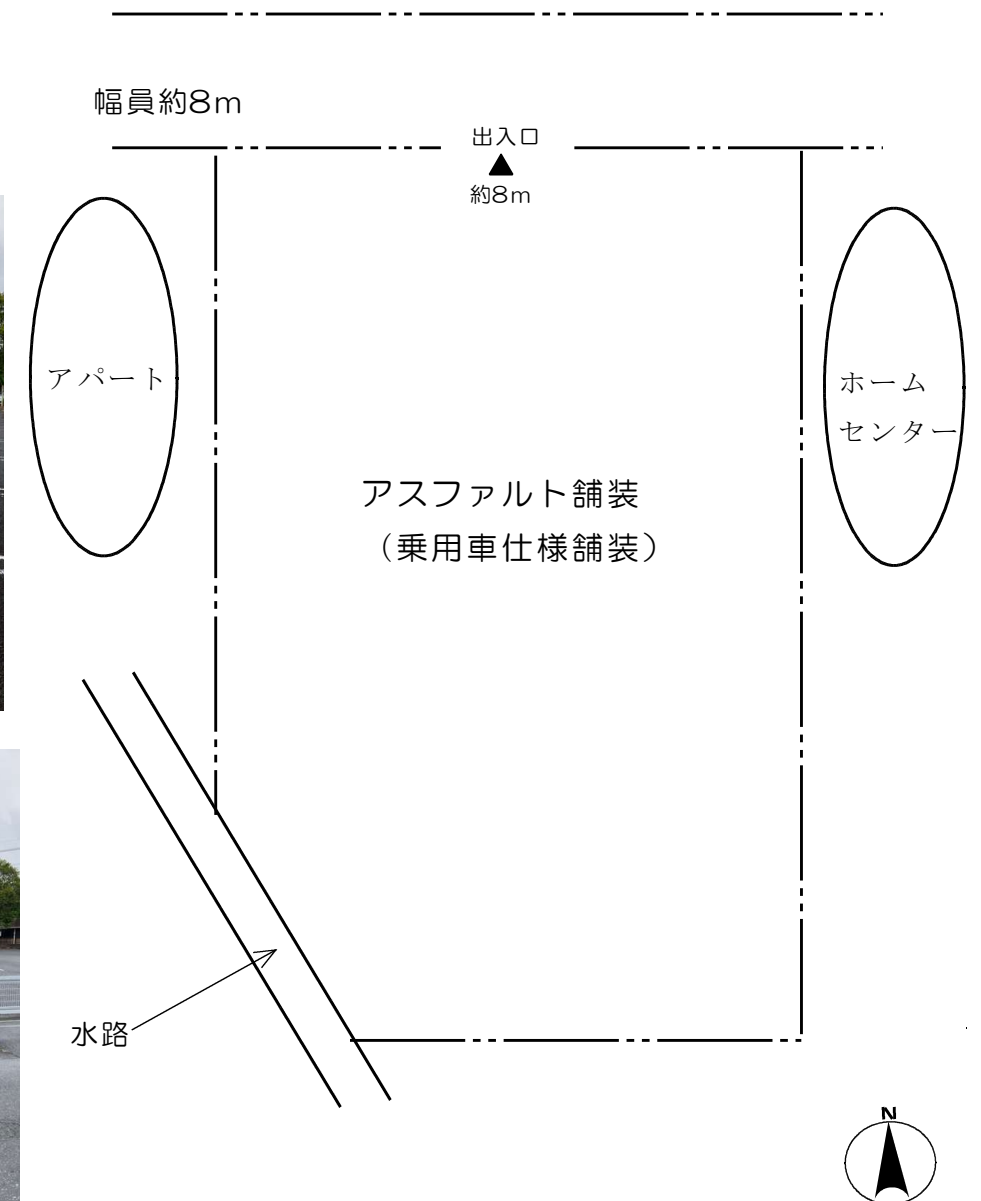 幅員約8m
出入口
▲
約8m
アパート
ホーム
センター
アスファルト舗装
（乗用車仕様舗装）
水路
N